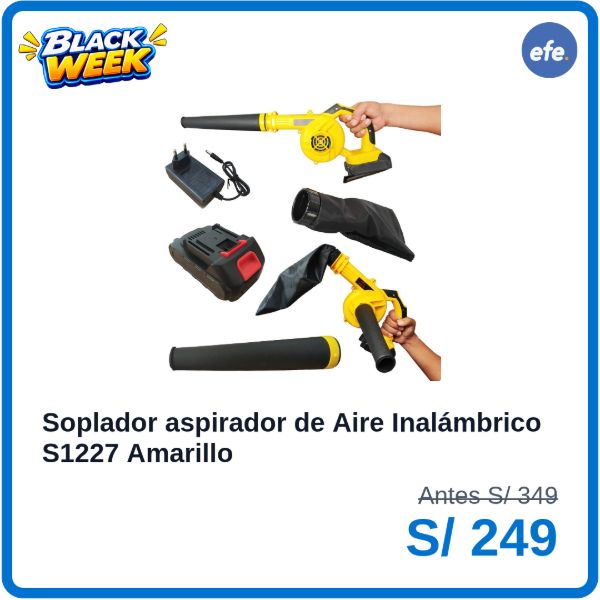 BLACK
WEEK
efe.
Soplador aspirador de Aire Inalámbrico
S1227 Amarillo
Antes S/ 349
S/ 249